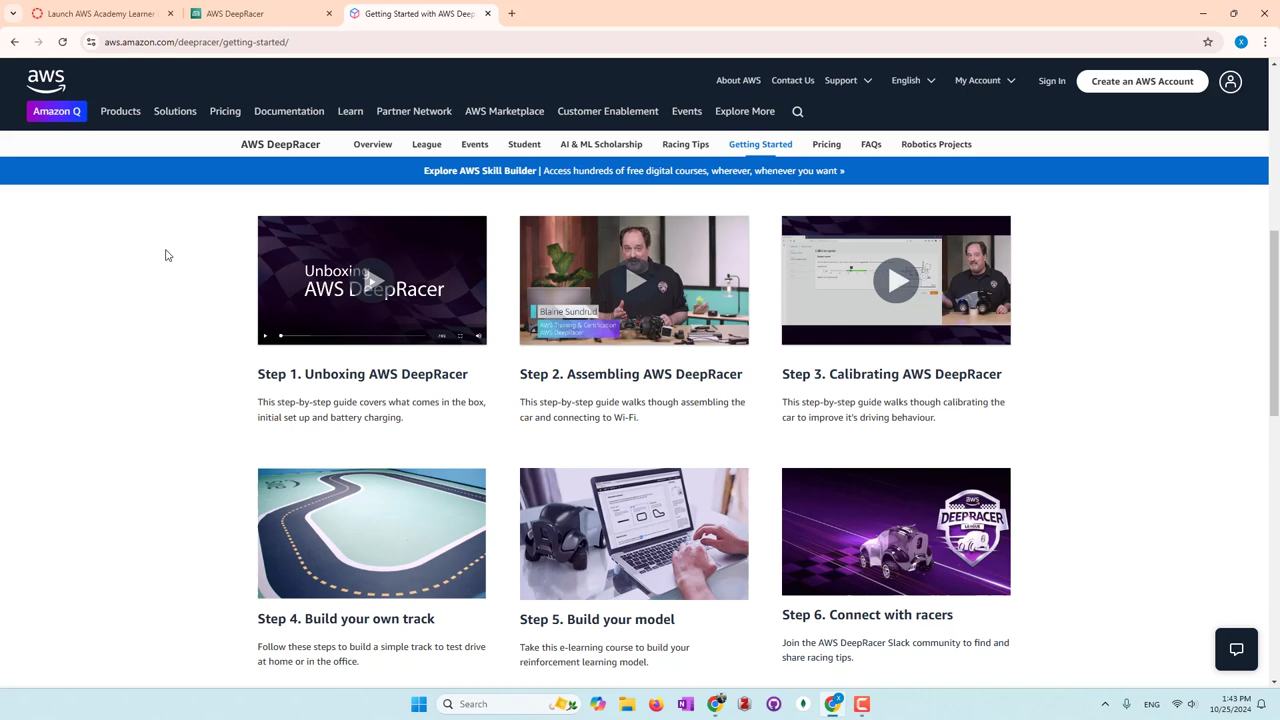 Launch AWS Academy Learner
AWS DeepRacer
Getting Started with AWS Deep
aws.amazon.com/deepracer/getting-started/
X
aws
About AWS Contact Us Support English My Account Sign In Create an AWS Account
Amazon Q Products Solutions Pricing Documentation Learn Partner Network AWS Marketplace Customer Enablement Events Explore More
AWS DeepRacer Overview League Events Student AI & ML Scholarship Racing Tips Getting Started Pricing FAQs Robotics Projects
Explore AWS Skill Builder | Access hundreds of free digital courses, wherever, whenever you want »
Unboxing
AWS DeepRacer
Blaine Sundrud
AWS Training & Certification
AWS DeepRacer
Step 1. Unboxing AWS DeepRacer
This step-by-step guide covers what comes in the box,
initial set up and battery charging.
Step 2. Assembling AWS DeepRacer
This step-by-step guide walks though assembling the
car and connecting to Wi-Fi.
Step 3. Calibrating AWS DeepRacer
This step-by-step guide walks though calibrating the
car to improve it's driving behaviour.
aws
DEEPRACER
LEAGUE
Step 4. Build your own track
Follow these steps to build a simple track to test drive
at home or in the office.
Step 5. Build your model
Take this e-learning course to build your
reinforcement learning model.
Step 6. Connect with racers
Join the AWS DeepRacer Slack community to find and
share racing tips.
Search
ENG
1:43 PM
10/25/2024